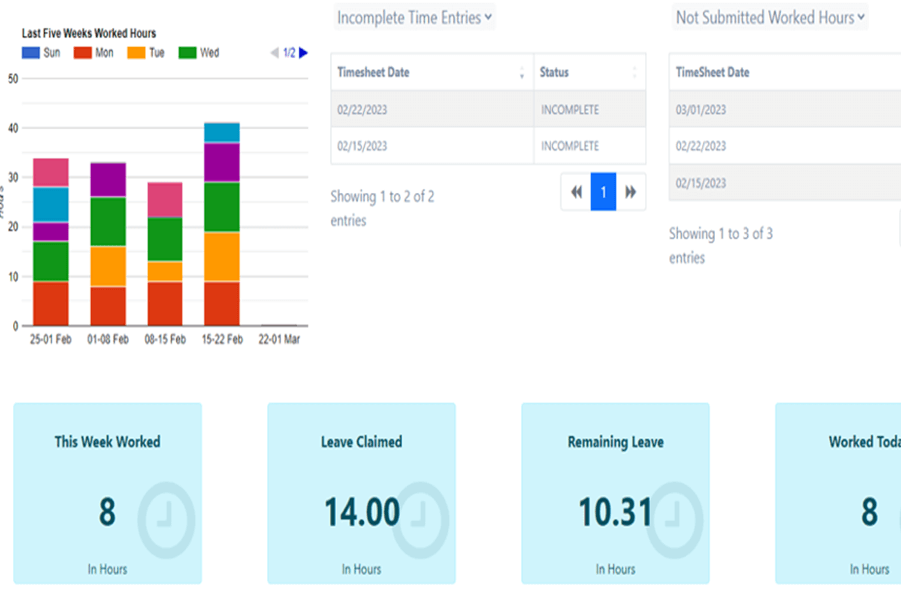 Incomplete Time Entries
Not Submitted Worked Hours
Last Five Weeks Worked Hours
Sun Mon Tue Wed 1/2
50
40
30
20
10
0
25-01 Feb 01-08 Feb 08-15 Feb 15-22 Feb 22-01 Mar
Timesheet Date Status
02/22/2023 INCOMPLETE
02/15/2023 INCOMPLETE
Showing 1 to 2 of 2
entries
1
TimeSheet Date
03/01/2023
02/22/2023
02/15/2023
Showing 1 to 3 of 3
entries
This Week Worked
8
In Hours
Leave Claimed
14.00
In Hours
Remaining Leave
10.31
In Hours
Worked Toda
8
In Hours